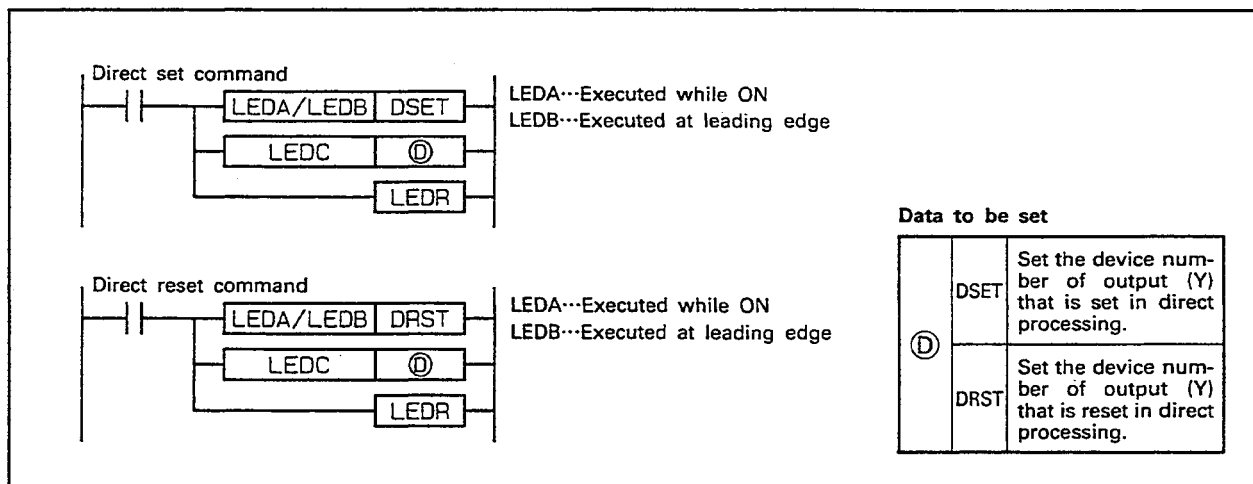 Direct set command
LEDA/LEDB DSET
LEDA···Executed while ON
LEDB···Executed at leading edge
LEDC Ⓓ
LEDR
Direct reset command
LEDA/LEDB DRST
LEDA···Executed while ON
LEDB···Executed at leading edge
LEDC Ⓓ
LEDR
Data to be set
Ⓓ
DSET
Set the device num-
ber of output (Y)
that is set in direct
processing.
DRST
Set the device num-
ber of output (Y)
that is reset in direct
processing.